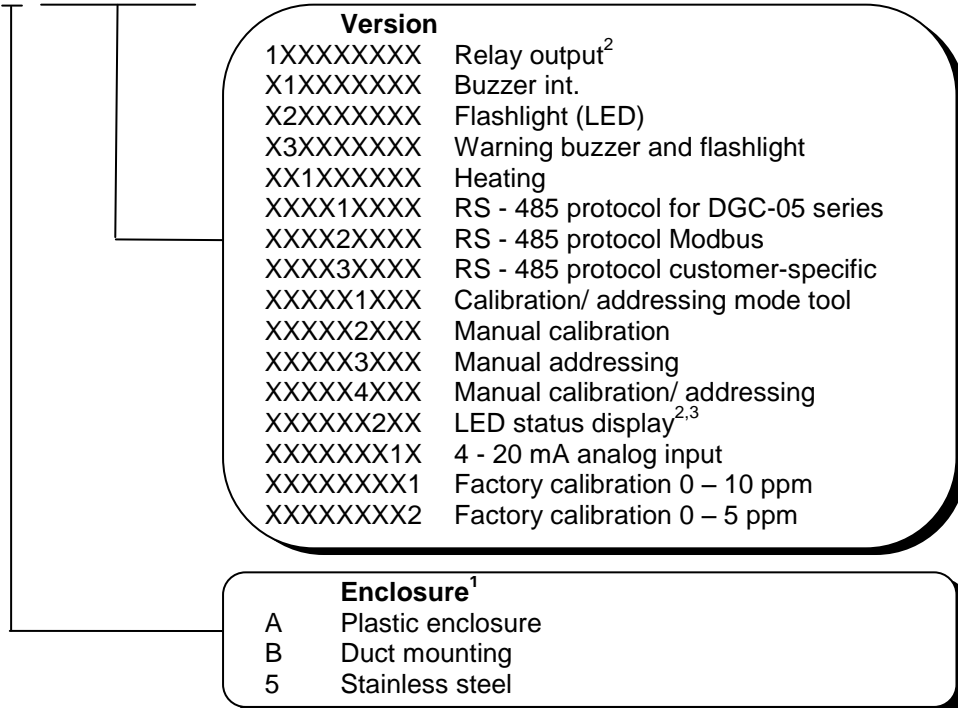 Version
1XXXXXXXX Relay output2
X1XXXXXXX Buzzer int.
X2XXXXXXX Flashlight (LED)
X3XXXXXXX Warning buzzer and flashlight
XX1XXXXXX Heating
XXXX1XXXX RS - 485 protocol for DGC-05 series
XXXX2XXXX RS - 485 protocol Modbus
XXXX3XXXX RS - 485 protocol customer-specific
XXXXX1XXX Calibration/ addressing mode tool
XXXXX2XXX Manual calibration
XXXXX3XXX Manual addressing
XXXXX4XXX Manual calibration/ addressing
XXXXXX2XX LED status display2,3
XXXXXXX1X 4 - 20 mA analog input
XXXXXXXX1 Factory calibration 0 – 10 ppm
XXXXXXXX2 Factory calibration 0 – 5 ppm
Enclosure1
A Plastic enclosure
B Duct mounting
5 Stainless steel